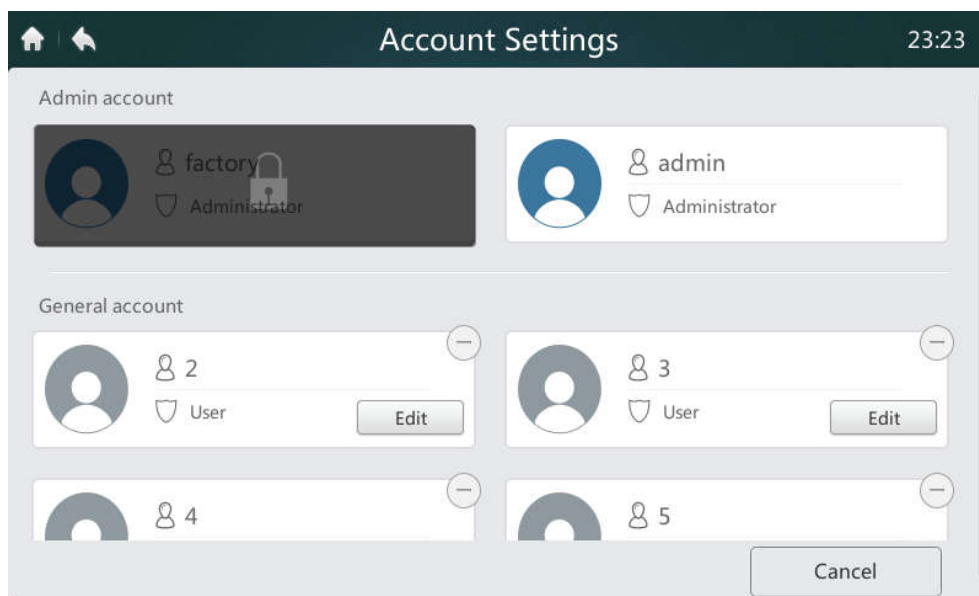 Account Settings 23:23
Admin account
factory
Administrator
admin
Administrator
General account
2
User
Edit
3
User
Edit
4
5
Cancel